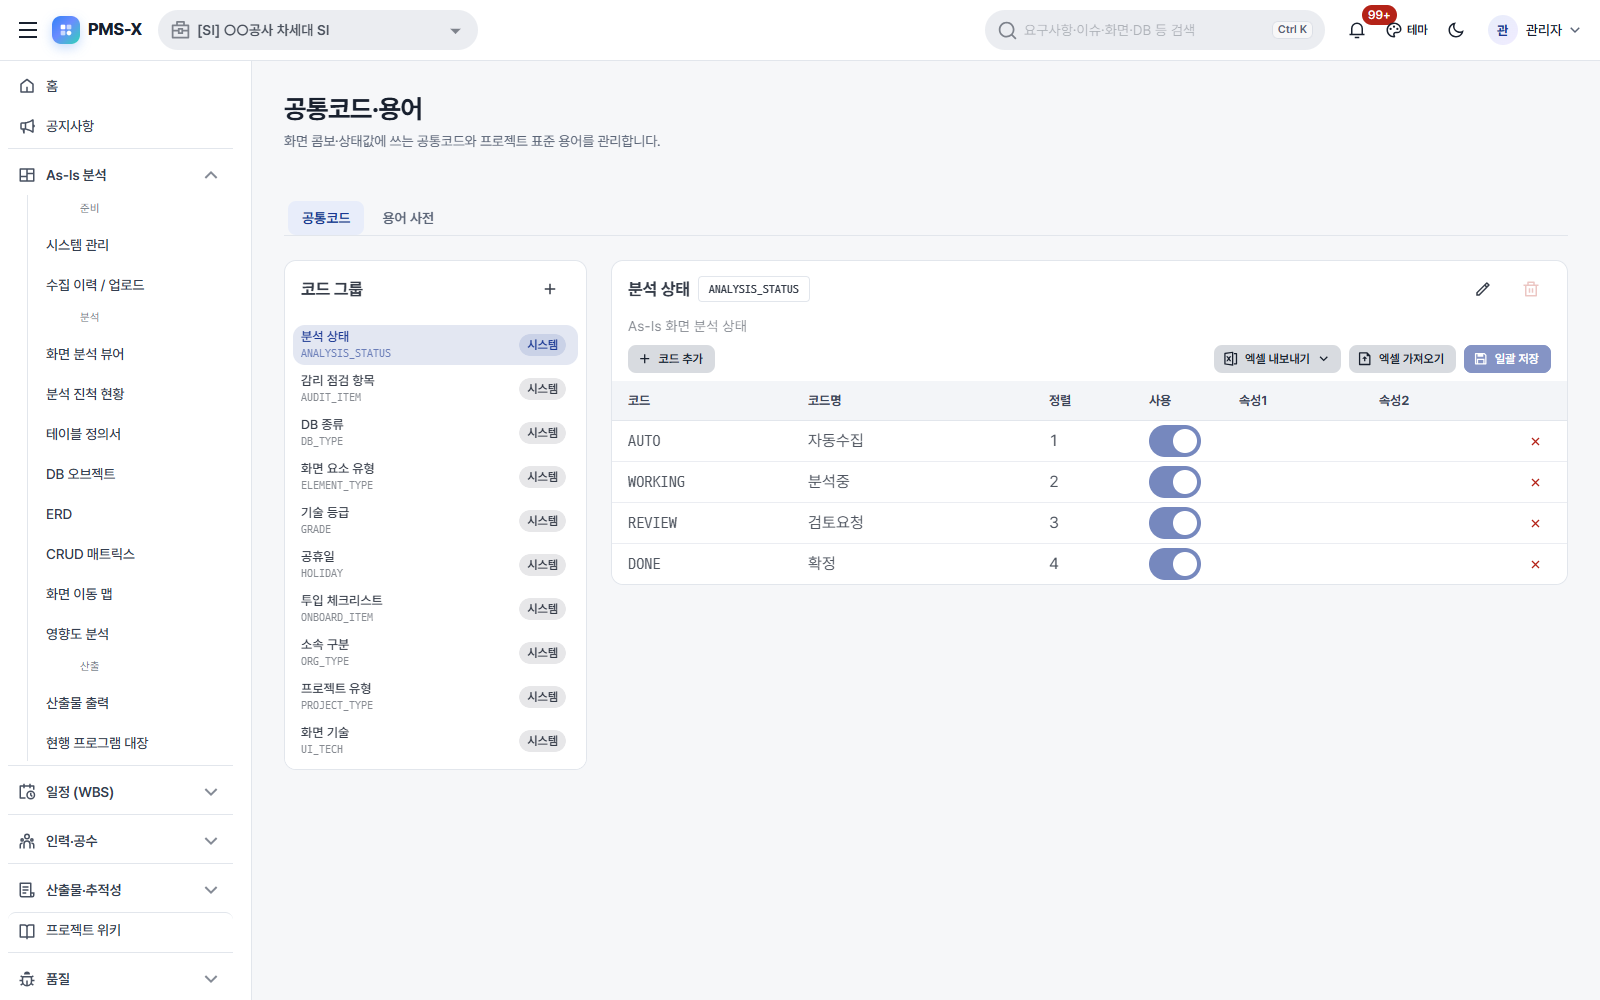 PMS-X
[SI] ○○공사 차세대 SI
요구사항·이슈·화면·DB 등 검색
Ctrl K
99+
테마
관
관리자
홈
공지사항
As-Is 분석
준비
시스템 관리
수집 이력 / 업로드
분석
화면 분석 뷰어
분석 진척 현황
테이블 정의서
DB 오브젝트
ERD
CRUD 매트릭스
화면 이동 맵
영향도 분석
산출
산출물 출력
현행 프로그램 대장
일정 (WBS)
인력·공수
산출물·추적성
프로젝트 위키
품질
공통코드·용어
화면 콤보·상태값에 쓰는 공통코드와 프로젝트 표준 용어를 관리합니다.
공통코드 용어 사전
코드 그룹
분석 상태
ANALYSIS_STATUS
시스템
감리 점검 항목
AUDIT_ITEM
시스템
DB 종류
DB_TYPE
시스템
화면 요소 유형
ELEMENT_TYPE
시스템
기술 등급
GRADE
시스템
공휴일
HOLIDAY
시스템
투입 체크리스트
ONBOARD_ITEM
시스템
소속 구분
ORG_TYPE
시스템
프로젝트 유형
PROJECT_TYPE
시스템
화면 기술
UI_TECH
시스템
분석 상태 ANALYSIS_STATUS
As-Is 화면 분석 상태
코드 추가
엑셀 내보내기
엑셀 가져오기
일괄 저장
코드 코드명 정렬 사용 속성1 속성2
AUTO 자동수집 1
WORKING 분석중 2
REVIEW 검토요청 3
DONE 확정 4